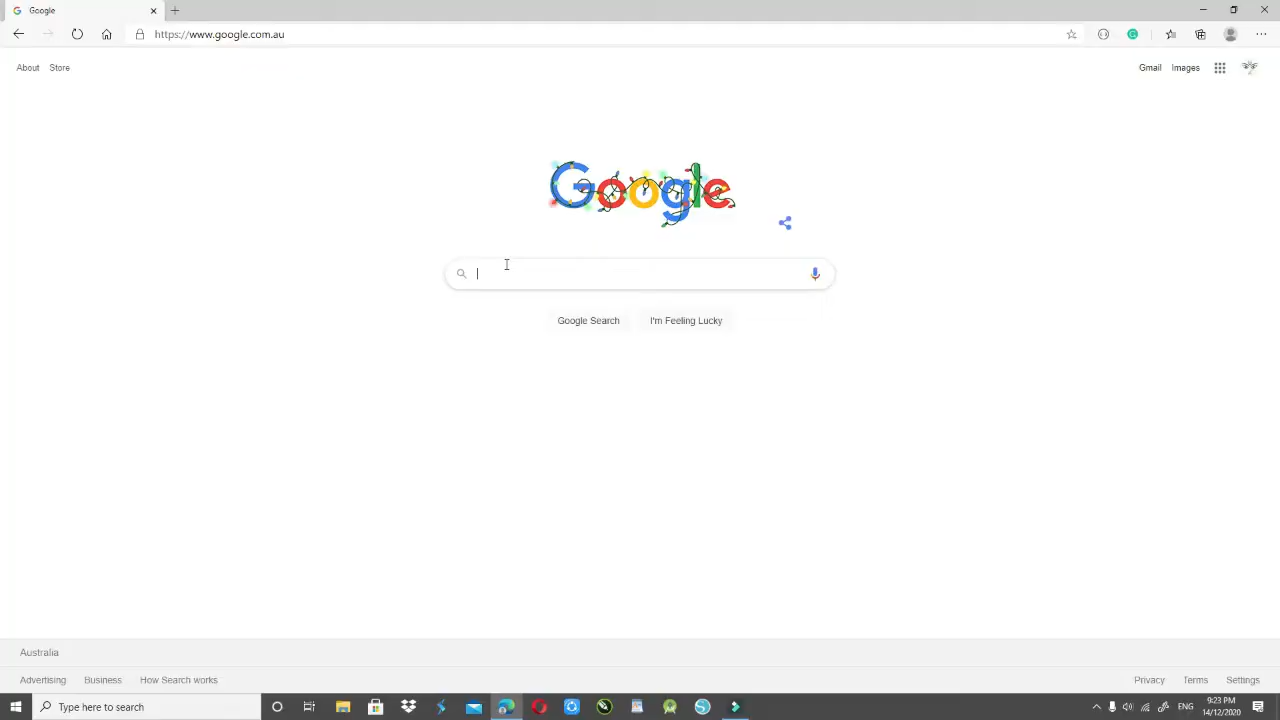 Google
https://www.google.com.au
About Store
Gmail Images
Google
Google Search I'm Feeling Lucky
Australia
Advertising Business How Search works
Privacy Terms Settings
Type here to search
ENG
9:23 PM
14/12/2020